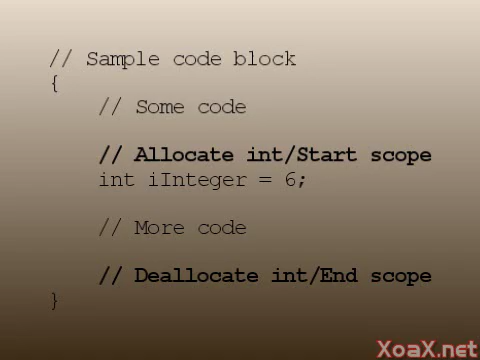 // Sample code block
{
// Some code
// Allocate int/Start scope
int iInteger = 6;
// More code
// Deallocate int/End scope
}
XoaX.net